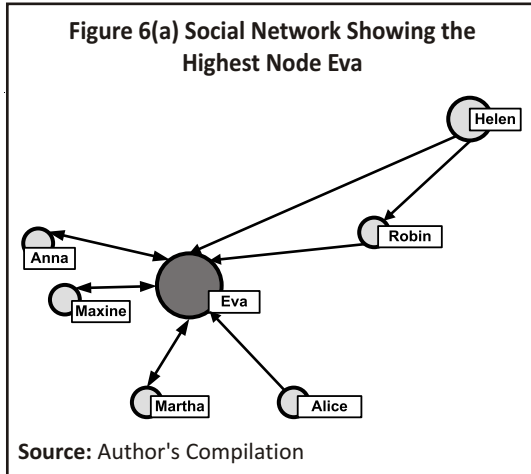 Figure 6(a) Social Network Showing the
Highest Node Eva
Helen
Robin
Anna
Eva
Maxine
Martha
Alice
Source: Author's Compilation